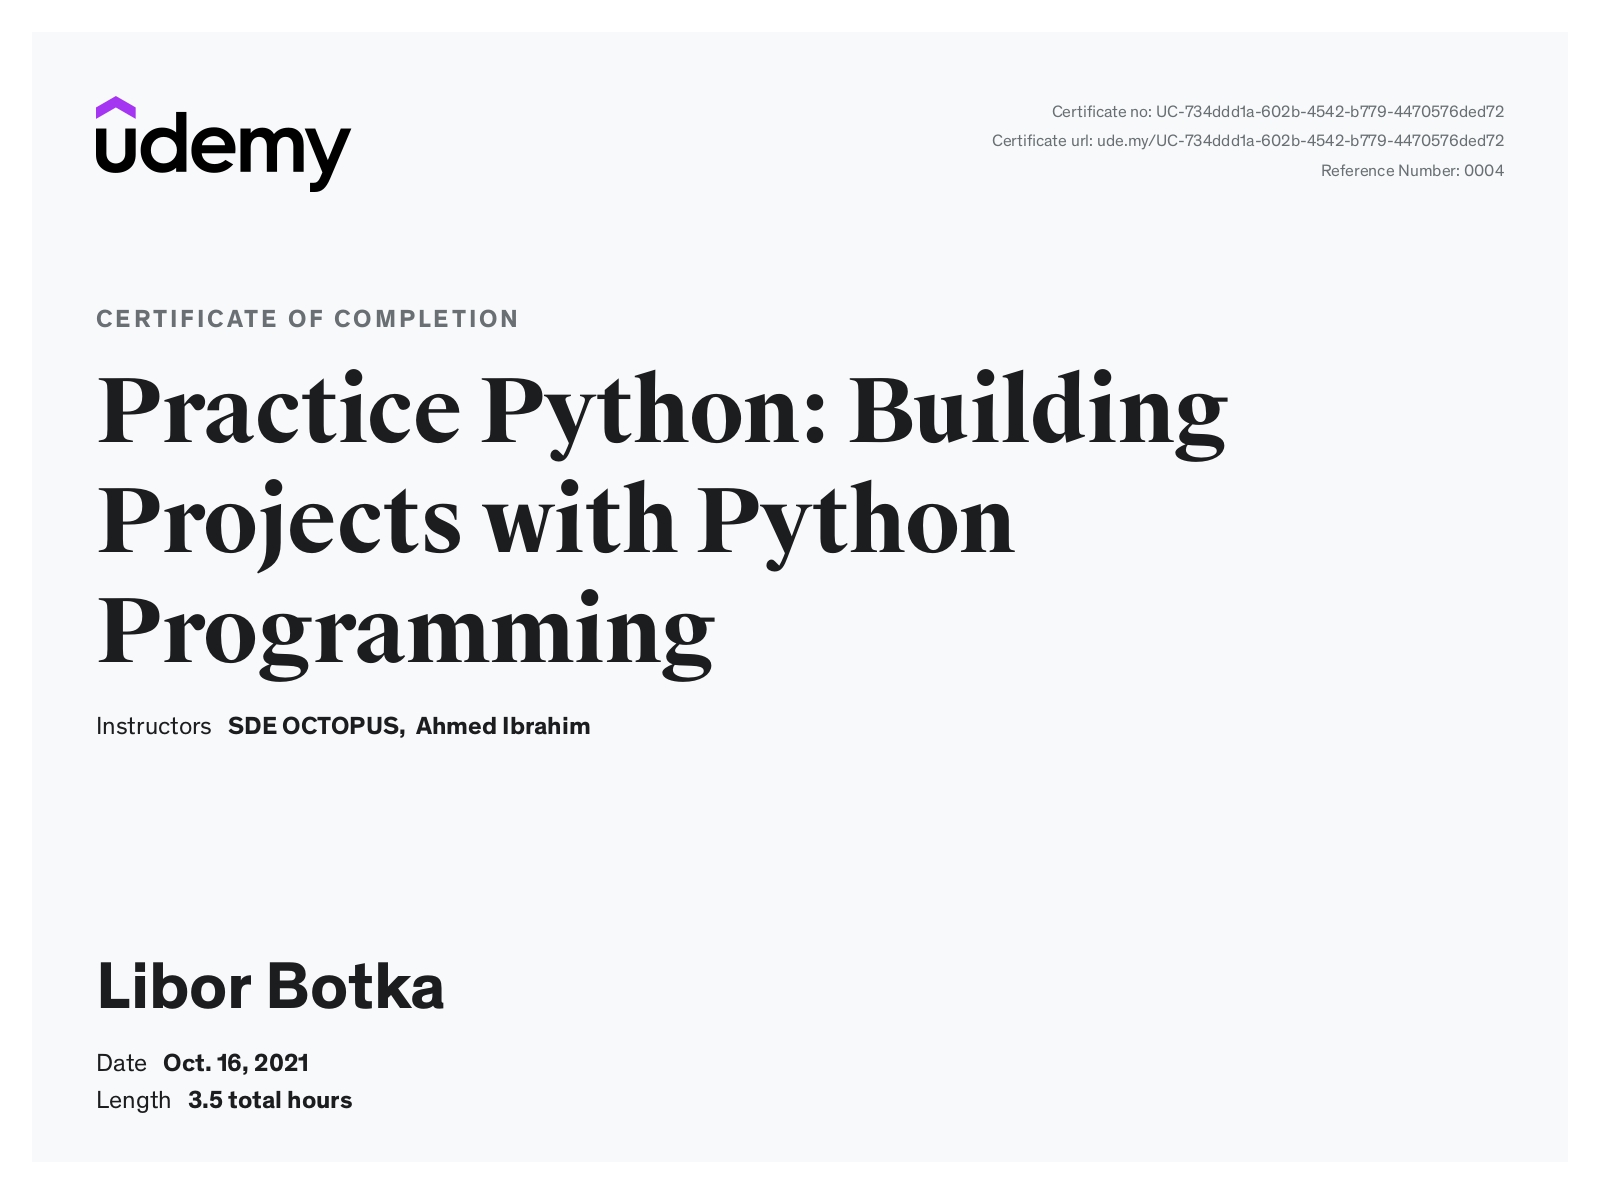 udemy
Certificate no: UC-734ddd1a-602b-4542-b779-4470576ded72
Certificate url: ude.my/UC-734ddd1a-602b-4542-b779-4470576ded72
Reference Number: 0004
CERTIFICATE OF COMPLETION
Practice Python: Building
Projects with Python
Programming
Instructors SDE OCTOPUS, Ahmed Ibrahim
Libor Botka
Date Oct. 16, 2021
Length 3.5 total hours